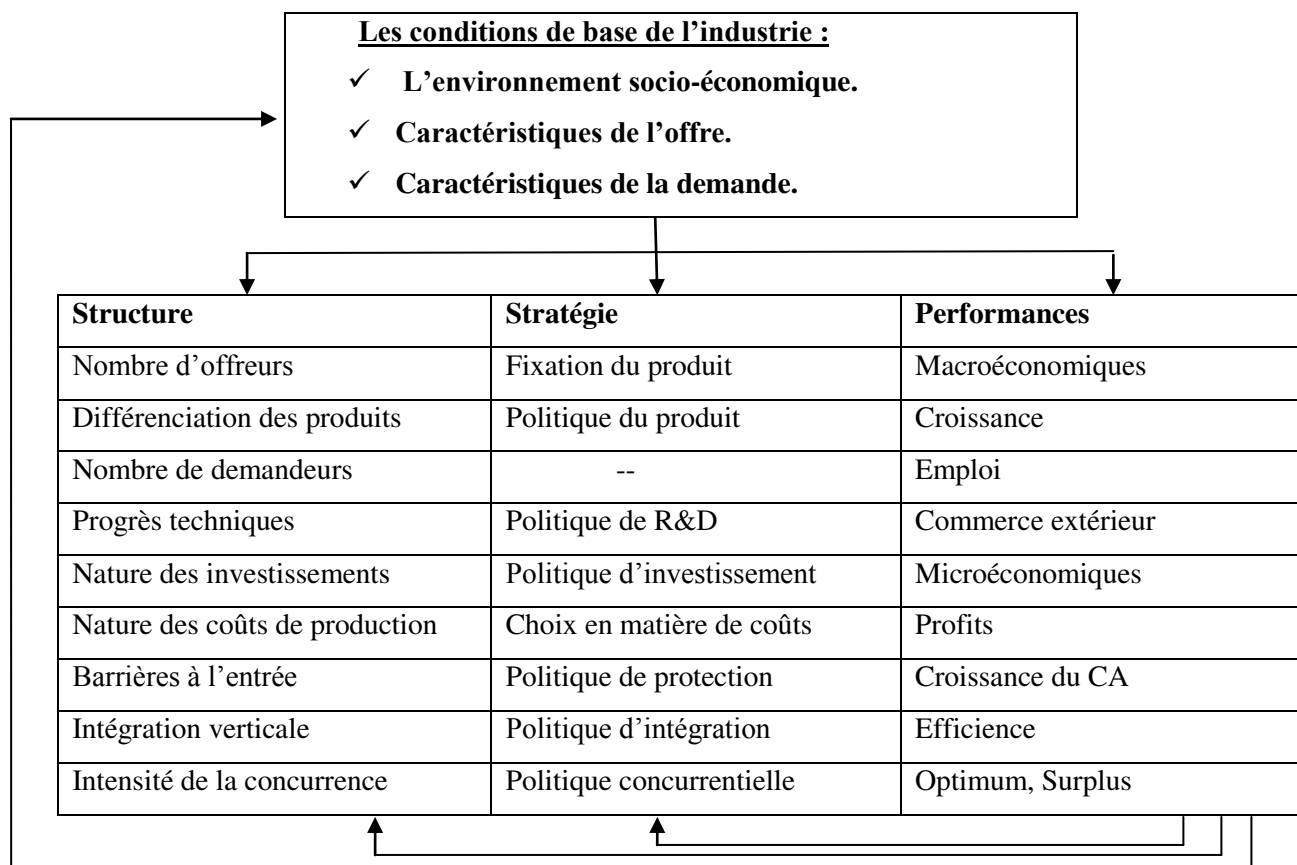 Les conditions de base de l’industrie :
✓ L’environnement socio-économique.
✓ Caractéristiques de l’offre.
✓ Caractéristiques de la demande.
Structure Stratégie Performances
Nombre d’offreurs Fixation du produit Macroéconomiques
Différenciation des produits Politique du produit Croissance
Nombre de demandeurs -- Emploi
Progrès techniques Politique de R&D Commerce extérieur
Nature des investissements Politique d’investissement Microéconomiques
Nature des coûts de production Choix en matière de coûts Profits
Barrières à l’entrée Politique de protection Croissance du CA
Intégration verticale Politique d’intégration Efficience
Intensité de la concurrence Politique concurrentielle Optimum, Surplus